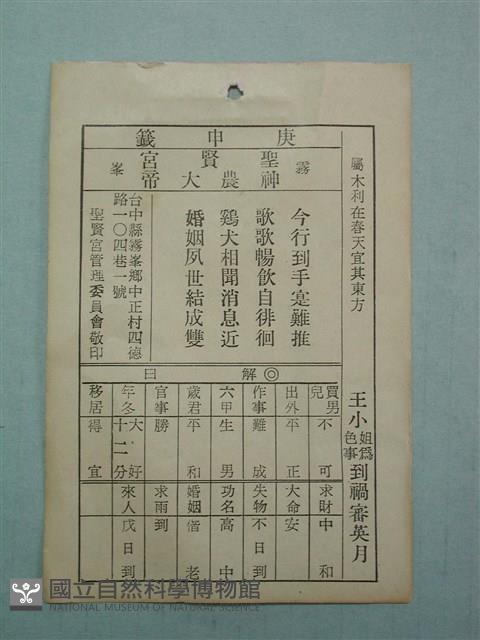 屬木利在春天宜其東方
王小姐為色事到禍審英月
庚申籤
霧峯
聖賢宮
神農大帝
今行到手寔難推
歌歌暢飲自徘徊
鷄犬相聞消息近
婚姻夙世結成雙
台中縣霧峯鄉中正村四德
路一〇四巷一號
聖賢宮管理委員會敬印
◎解曰
買男兒 不可
出外 平正
作事 難成
六甲 生男
歲君 平和
官事 勝
年冬 大好十二分
移居 得宜
求財 中和
大命 安
失物 不日到
功名 高中
婚姻 偕老
求雨 到
來人 戊日到
國立自然科學博物館
NATIONAL MUSEUM OF NATURAL SCIENCE